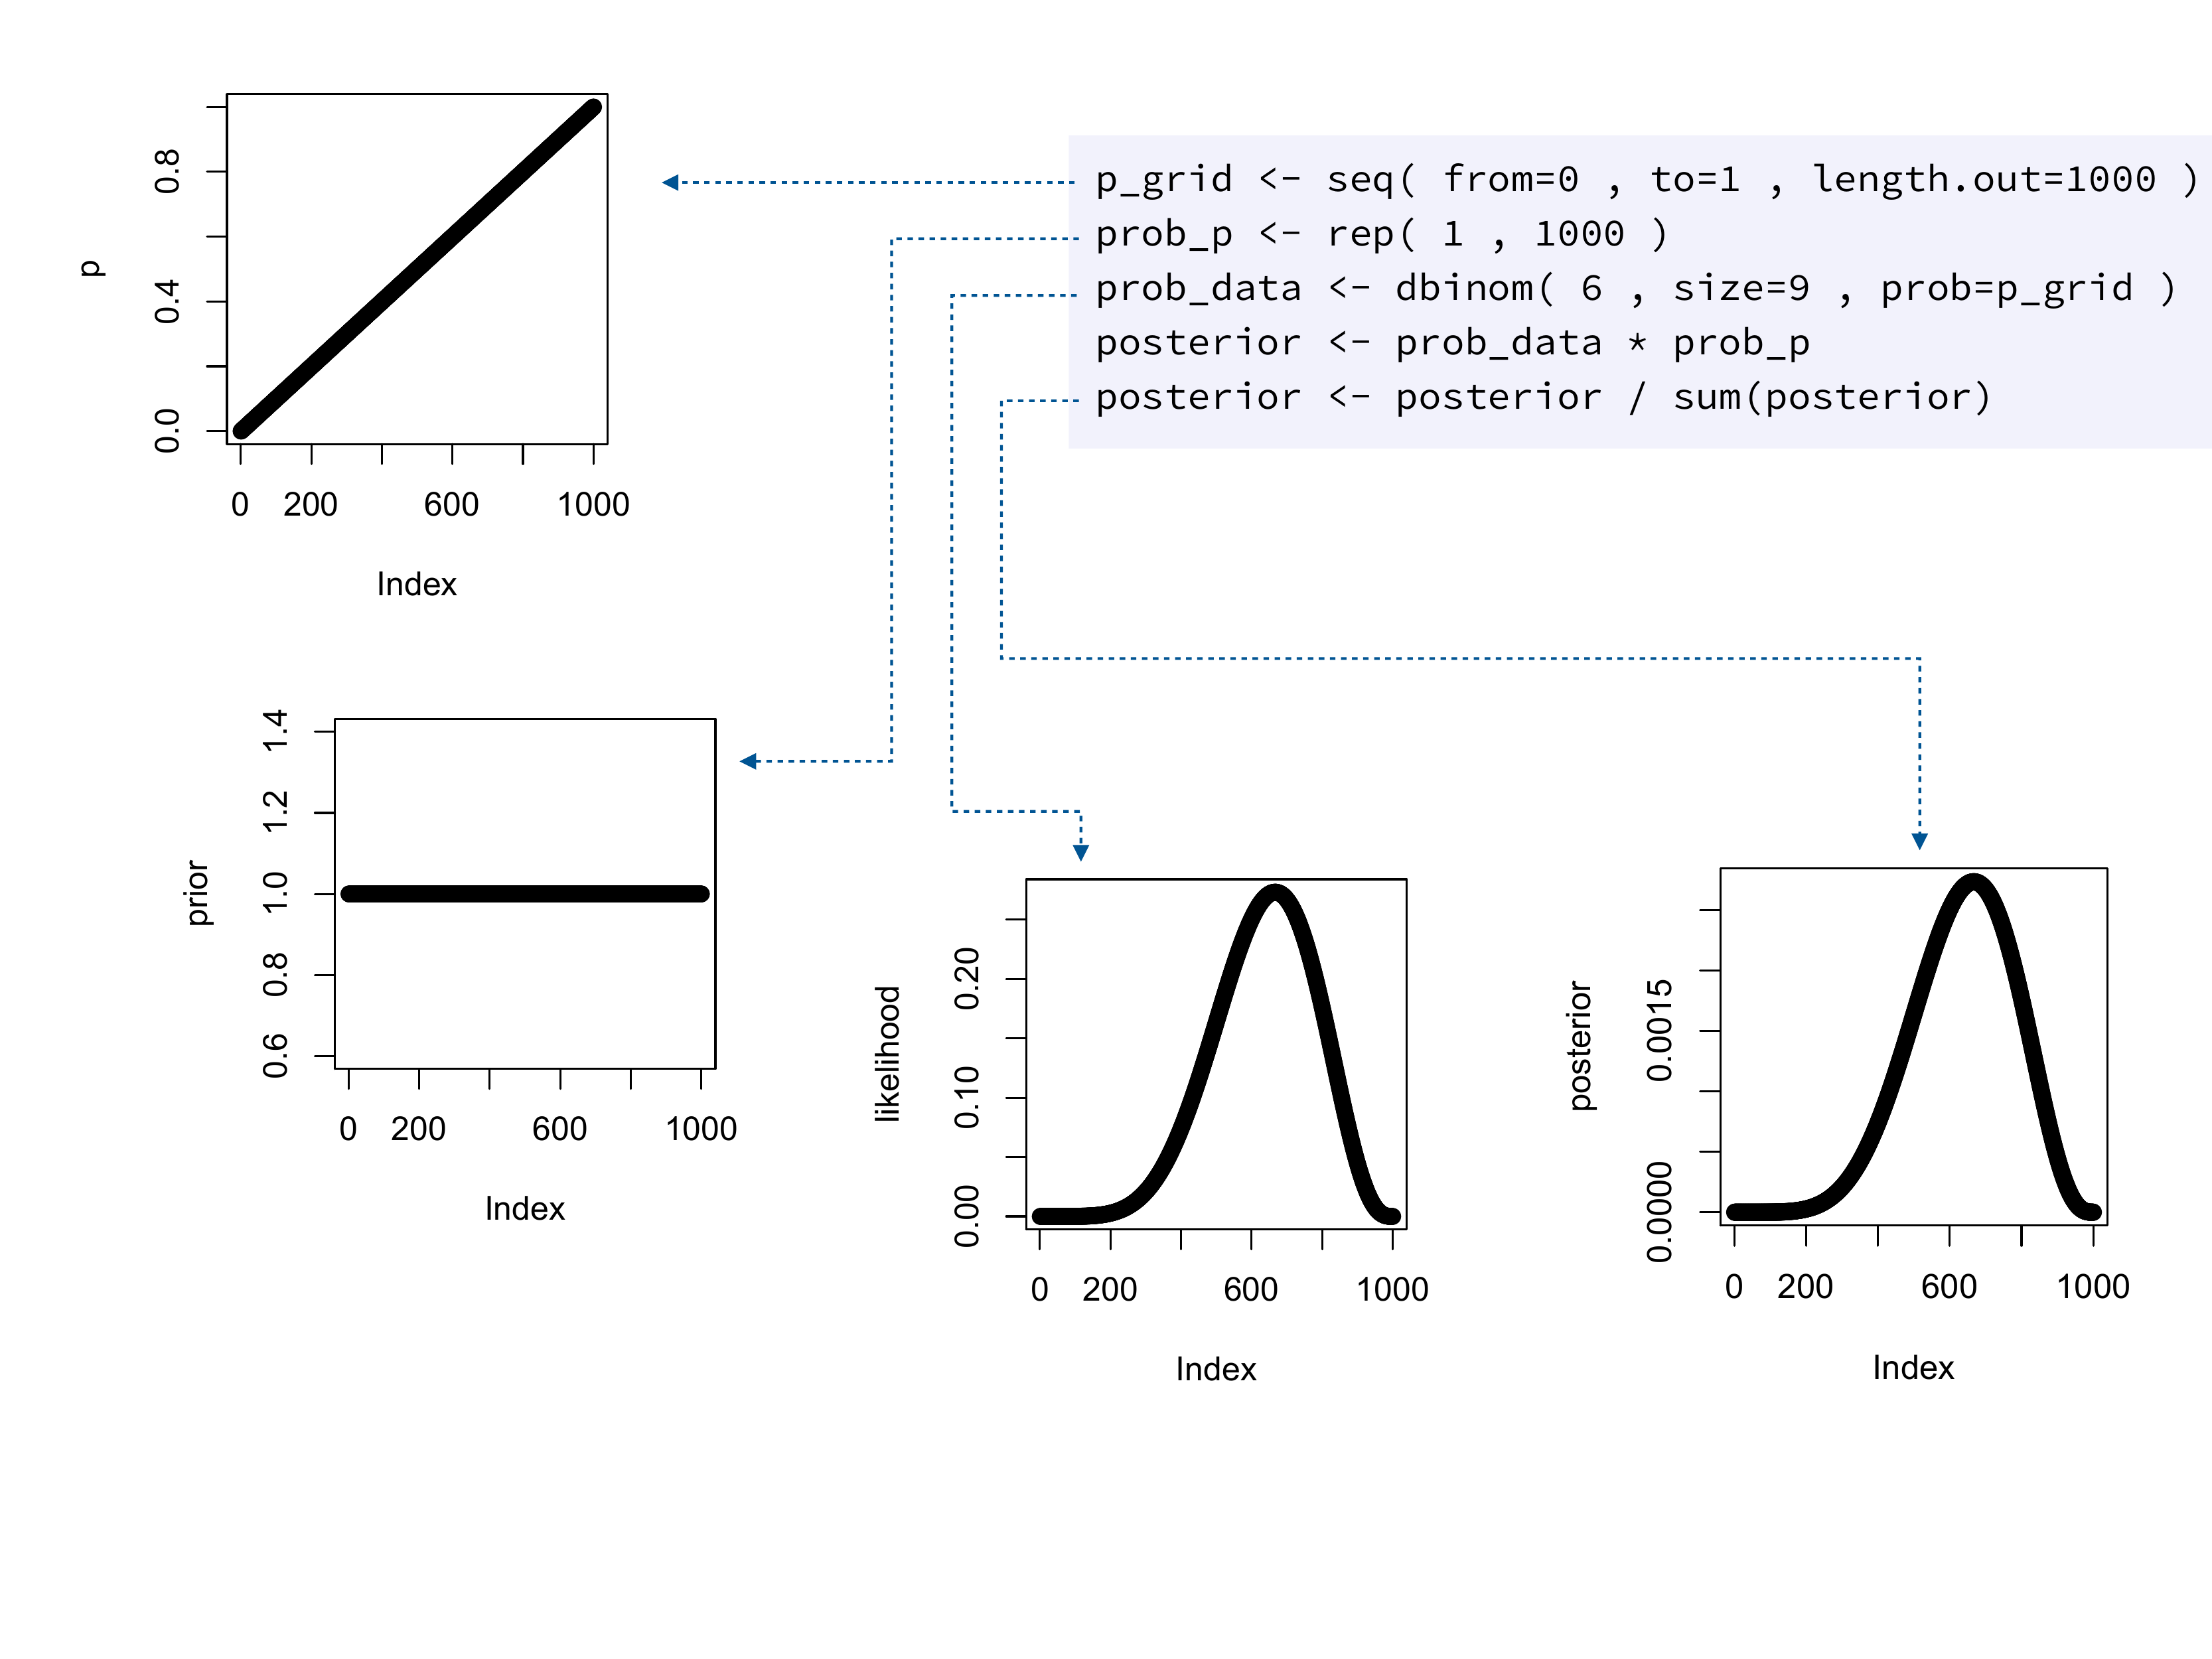 p_grid <- seq( from=0 , to=1 , length.out=1000 )
prob_p <- rep( 1 , 1000 )
prob_data <- dbinom( 6 , size=9 , prob=p_grid )
posterior <- prob_data * prob_p
posterior <- posterior / sum(posterior)
p
0.8
0.4
0.0
0 200 600 1000
Index
prior
1.4
1.2
1.0
0.8
0.6
0 200 600 1000
Index
likelihood
0.20
0.10
0.00
0 200 600 1000
Index
posterior
0.0015
0.0000
0 200 600 1000
Index